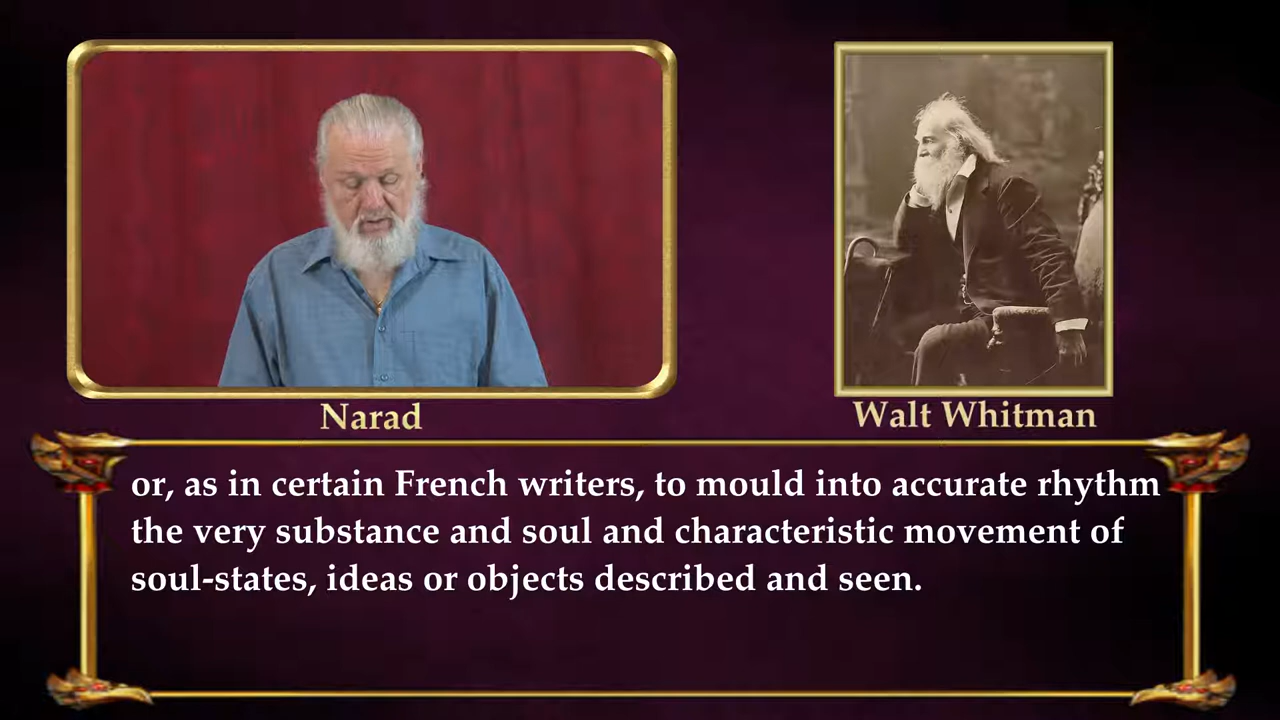 Narad
Walt Whitman
or, as in certain French writers, to mould into accurate rhythm
the very substance and soul and characteristic movement of
soul-states, ideas or objects described and seen.